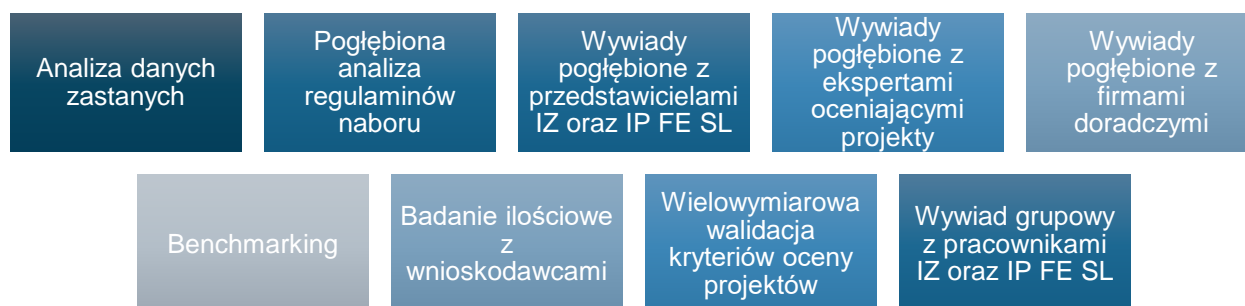 Analiza danych
zastanych
Pogłębiona
analiza
regulaminów
naboru
Wywiady
pogłębione z
przedstawicielami
IZ oraz IP FE SL
Wywiady
pogłębione z
ekspertami
oceniającymi
projekty
Wywiady
pogłębione z
firmami
doradczymi
Benchmarking
Badanie ilościowe
z
wnioskodawcami
Wielowymiarowa
walidacja
kryteriów oceny
projektów
Wywiad grupowy
z pracownikami
IZ oraz IP FE SL